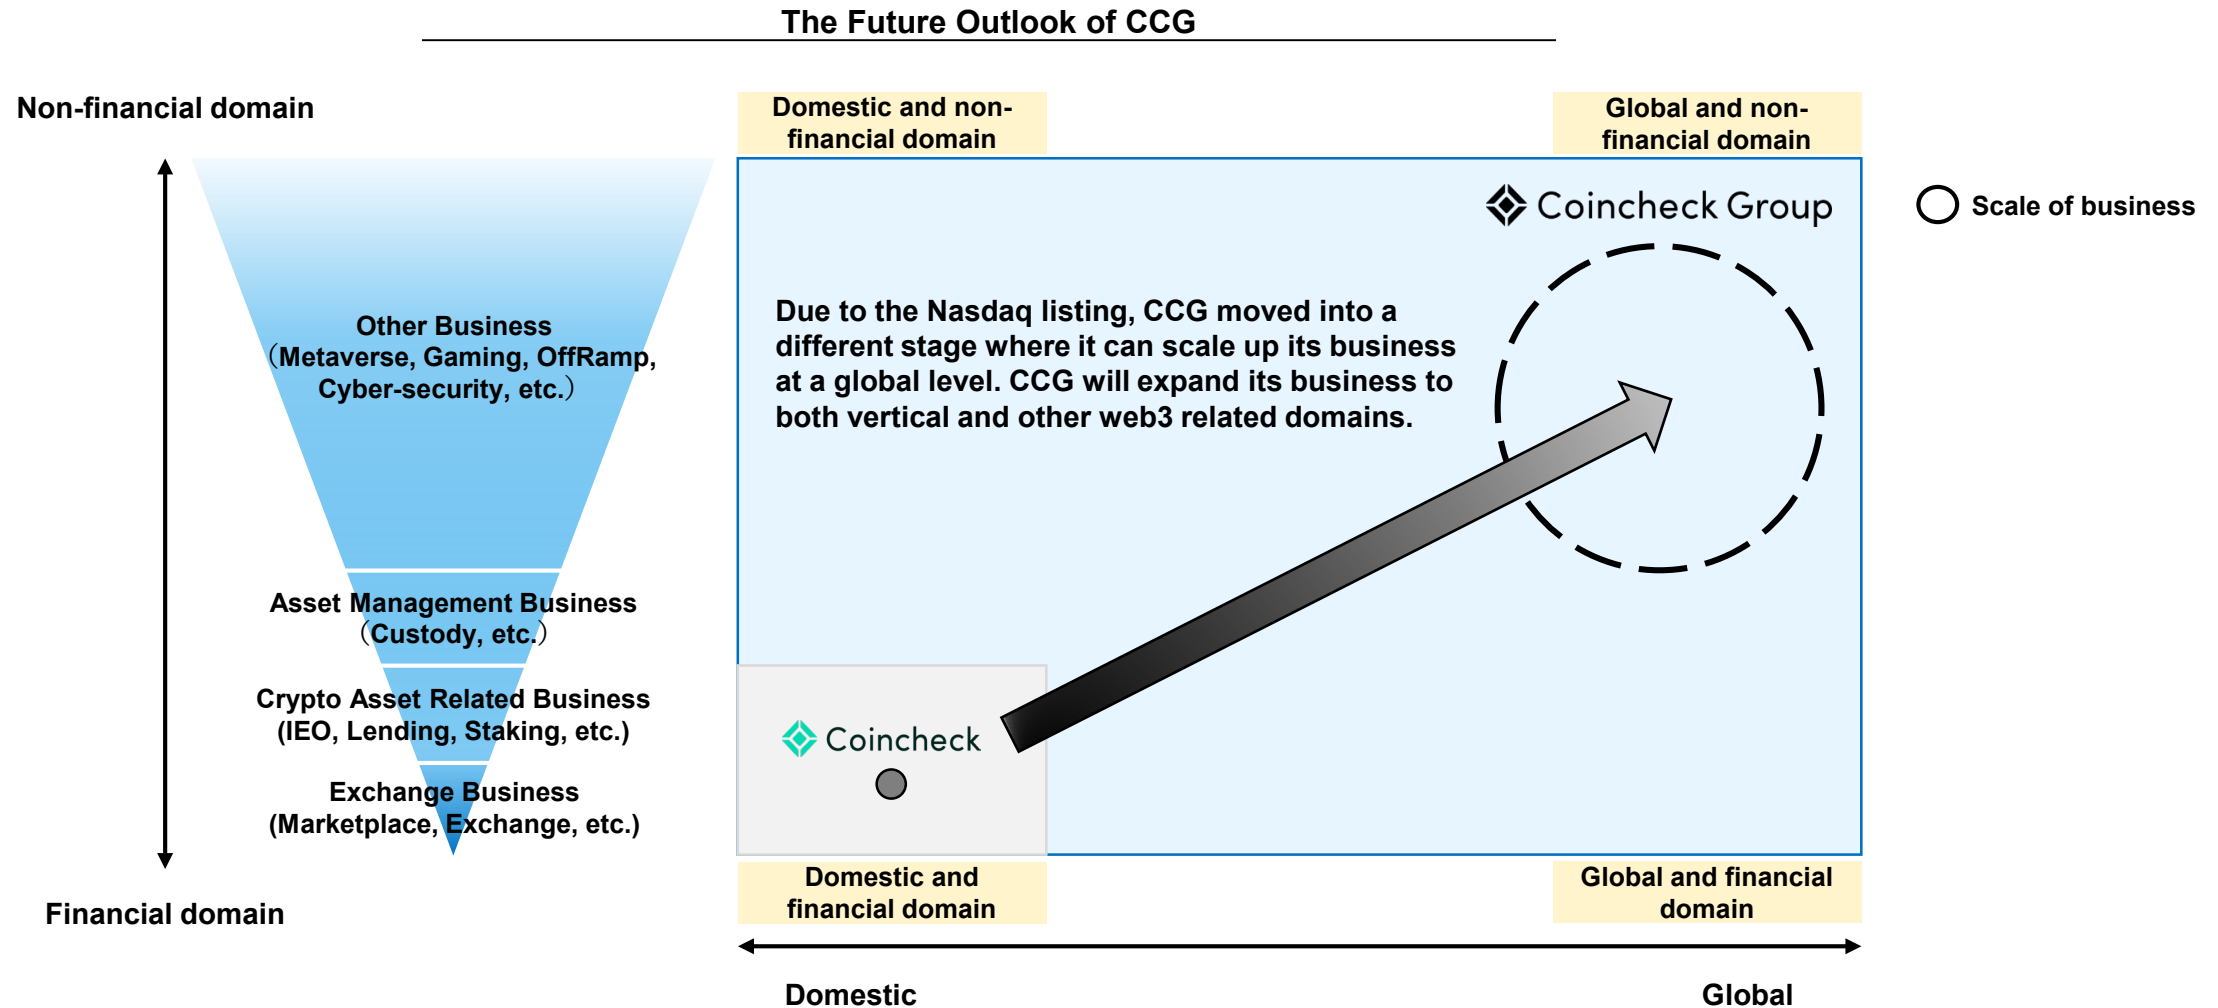 The Future Outlook of CCG
Non-financial domain
Other Business
（Metaverse, Gaming, OffRamp,
Cyber-security, etc.）
Asset Management Business
（Custody, etc.）
Crypto Asset Related Business
(IEO, Lending, Staking, etc.)
Exchange Business
(Marketplace, Exchange, etc.)
Financial domain
Domestic and non-
financial domain
Global and non-
financial domain
Coincheck Group
Scale of business
Due to the Nasdaq listing, CCG moved into a
different stage where it can scale up its business
at a global level. CCG will expand its business to
both vertical and other web3 related domains.
Coincheck
Domestic and
financial domain
Global and financial
domain
Domestic
Global